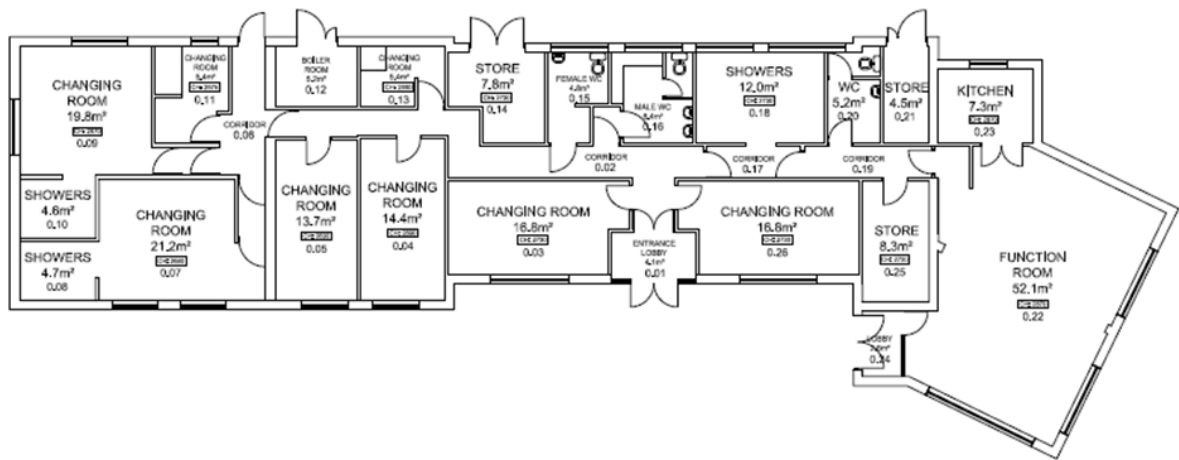 CHANGING
ROOM
19.8m²
0.09
CHANGING
ROOM
0.11
BOILER
ROOM
0.12
CHANGING
ROOM
0.13
CORRIDOR
0.06
STORE
7.8m²
0.14
FEMALE WC
0.15
MALE WC
0.16
SHOWERS
12.0m²
0.18
WC
5.2m²
0.20
STORE
4.5m²
0.21
KITCHEN
7.3m²
0.23
CORRIDOR
0.02
CORRIDOR
0.17
CORRIDOR
0.19
SHOWERS
4.6m²
0.10
SHOWERS
4.7m²
0.08
CHANGING
ROOM
21.2m²
0.07
CHANGING
ROOM
13.7m²
0.05
CHANGING
ROOM
14.4m²
0.04
CHANGING ROOM
16.8m²
0.03
ENTRANCE
LOBBY
4.1m²
0.01
CHANGING ROOM
16.8m²
0.26
STORE
8.3m²
0.25
LOBBY
0.24
FUNCTION
ROOM
52.1m²
0.22